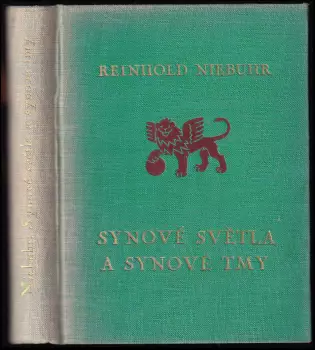 REINHOLD NIEBUHR
SYNOVÉ SVĚTLA
A SYNOVÉ TMY